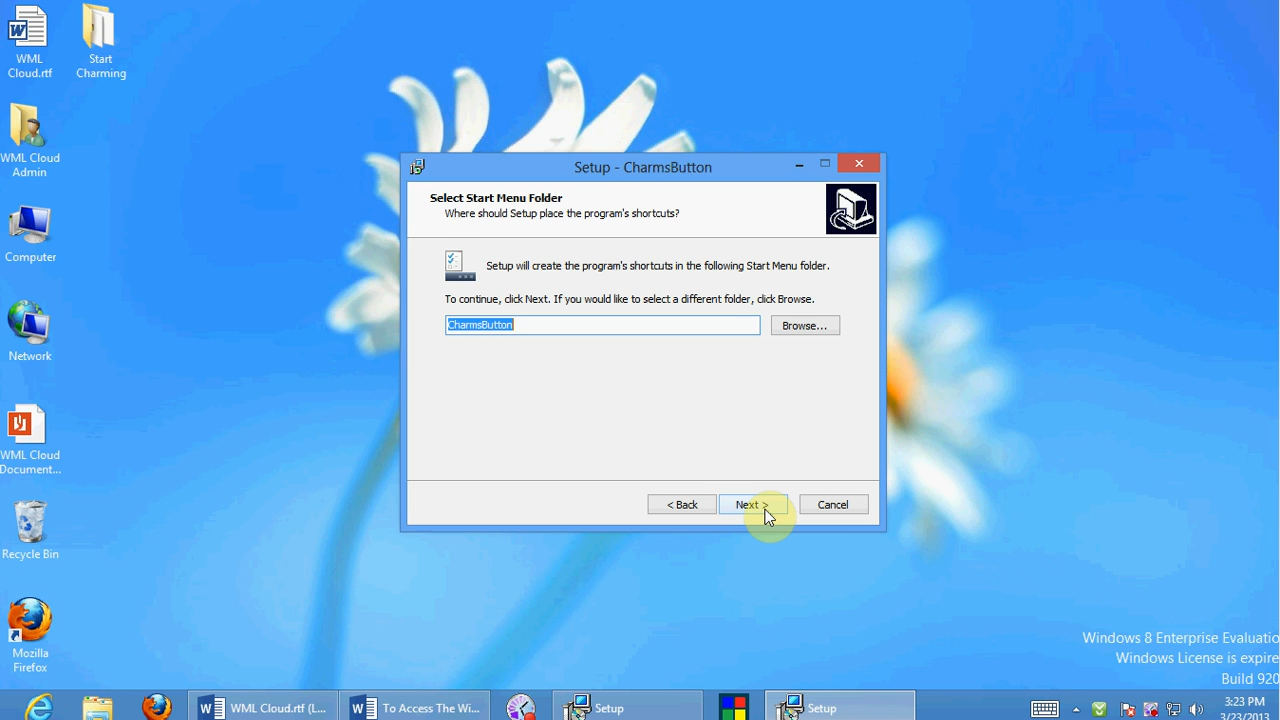 WML
Cloud.rtf
Start
Charming
WML Cloud
Admin
Computer
Network
WML Cloud
Document...
Recycle Bin
Mozilla
Firefox
Setup - CharmsButton
Select Start Menu Folder
Where should Setup place the program's shortcuts?
Setup will create the program's shortcuts in the following Start Menu folder.
To continue, click Next. If you would like to select a different folder, click Browse.
CharmsButton
Browse...
< Back
Next >
Cancel
Windows 8 Enterprise Evaluatio
Windows License is expire
Build 920
WML Cloud.rtf (L...
To Access The Wi...
Setup
Setup
3:23 PM
3/23/2013